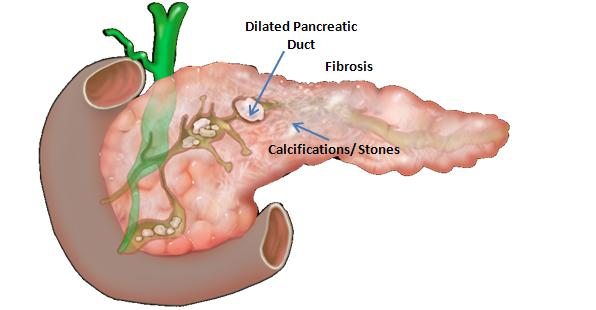 Dilated Pancreatic
Duct
Fibrosis
Calcifications/ Stones